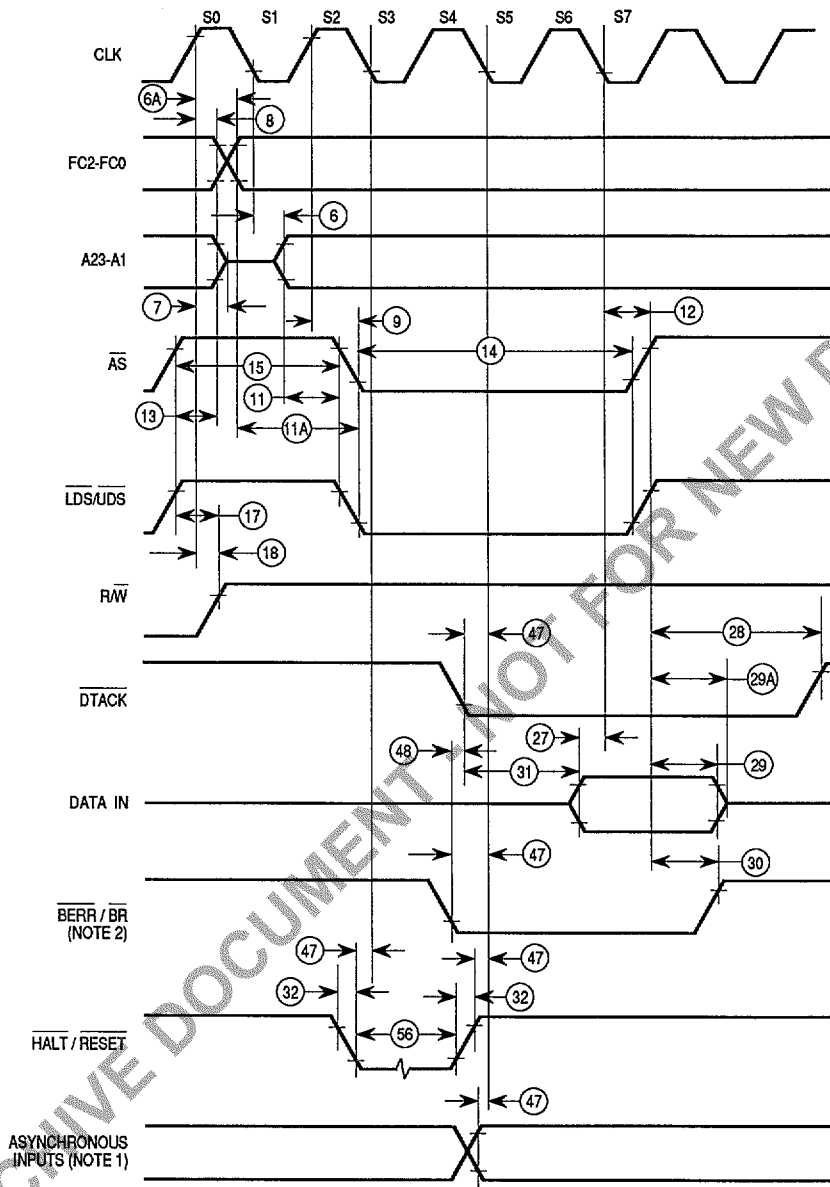 S0 S1 S2 S3 S4 S5 S6 S7
CLK
6A
8
FC2-FC0
6
A23-A1
7
9
12
AS
14
15
11
13
11A
LDS/UDS
17
18
R/W
47
28
DTACK
29A
27
48
31
29
DATA IN
47
30
BERR / BR
(NOTE 2)
47
47
32
32
56
HALT / RESET
47
ASYNCHRONOUS
INPUTS (NOTE 1)
CHIVE DOCUMENT - NOT FOR NEW D